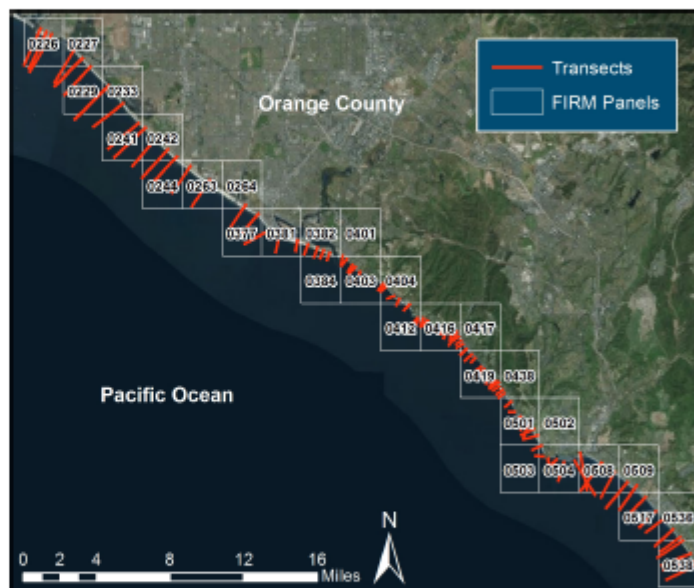 0226 0227
Transects
FIRM Panels
0229 0233
Orange County
0241 0242
0244 0263 0264
0377 0381 0382 0401
0384 0403 0404
0412 0416 0417
0419 0438
Pacific Ocean
0501 0502
0503 0504 0508 0509
0517 0536
N
0538
0 2 4 8 12 16
Miles